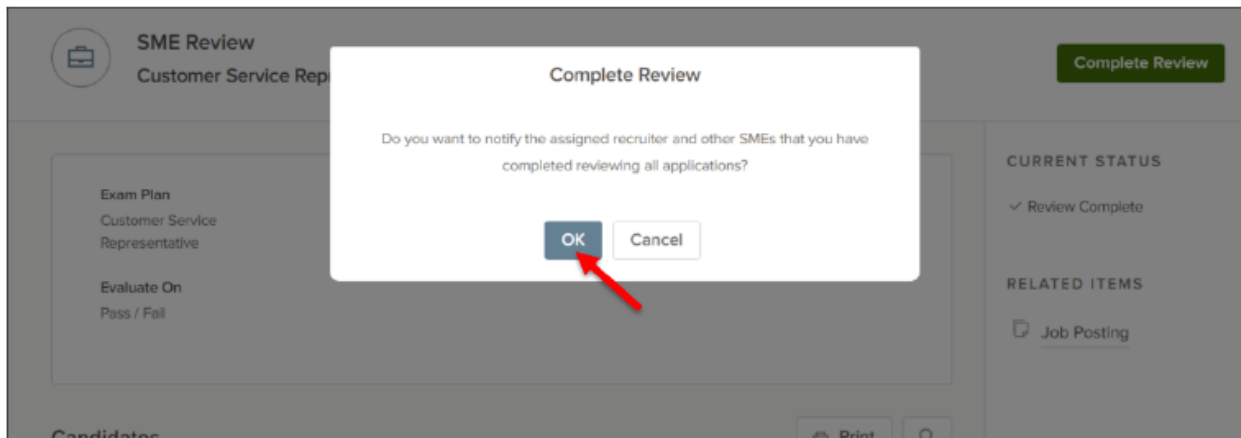 SME Review
Customer Service Rep
Complete Review
Complete Review
Do you want to notify the assigned recruiter and other SMEs that you have
completed reviewing all applications?
OK
Cancel
Exam Plan
Customer Service
Representative
Evaluate On
Pass / Fail
CURRENT STATUS
Review Complete
RELATED ITEMS
Job Posting
Candidates
Print